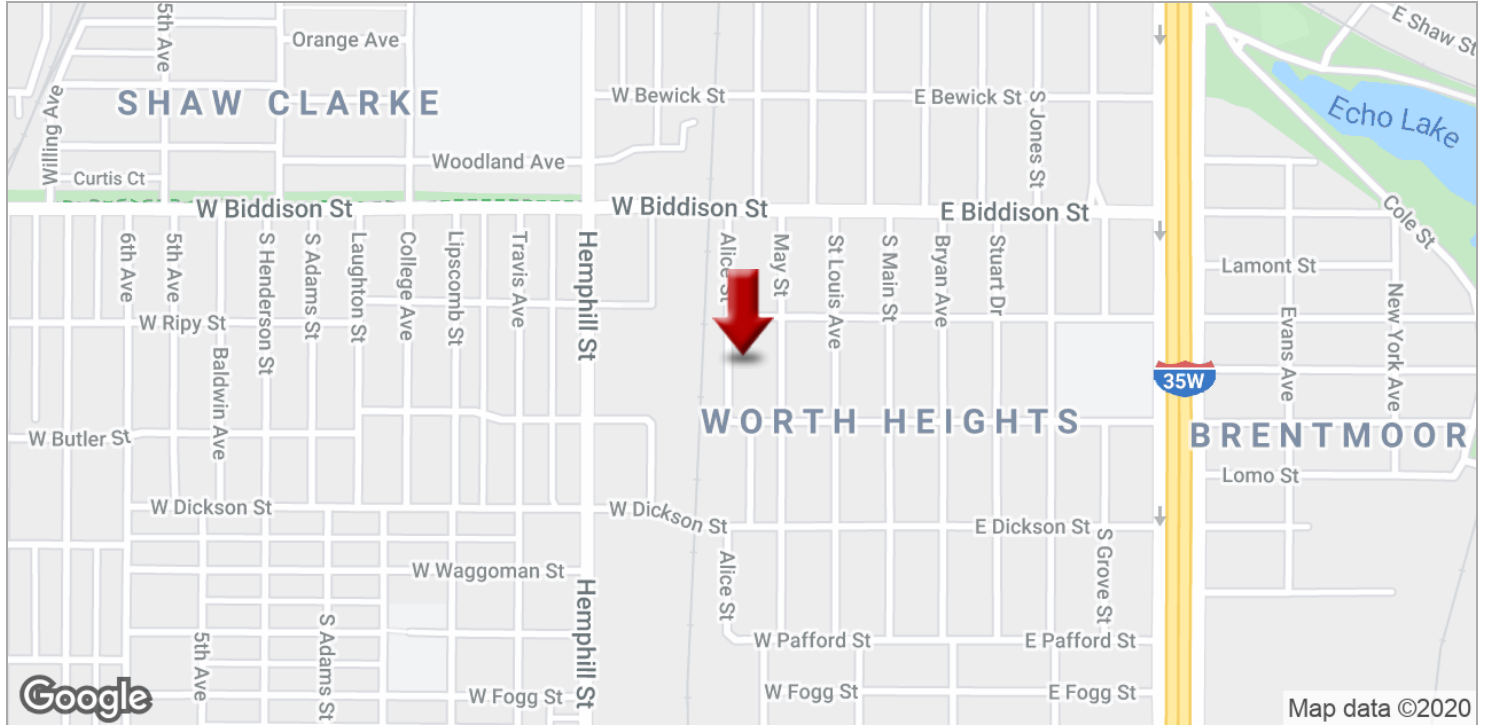 5th Ave
Orange Ave
E Shaw St
SHAW CLARKE
W Bewick St
E Bewick St
S Jones St
Echo Lake
Willing Ave
Woodland Ave
Curtis Ct
W Biddison St
W Biddison St
E Biddison St
Cole St
6th Ave
5th Ave
S Henderson St
S Adams St
Laughton St
College Ave
Lipscomb St
Travis Ave
Hemphill St
Alice St
May St
St Louis Ave
S Main St
Bryan Ave
Stuart Dr
Lamont St
New York Ave
Evans Ave
W Ripy St
Baldwin Ave
35W
WORTH HEIGHTS
BRENTMOOR
W Butler St
Lomo St
W Dickson St
W Dickson St
E Dickson St
S Grove St
Alice St
W Waggoman St
Hemphill St
S Adams St
5th Ave
W Pafford St
E Pafford St
W Fogg St
W Fogg St
E Fogg St
Google
Map data ©2020